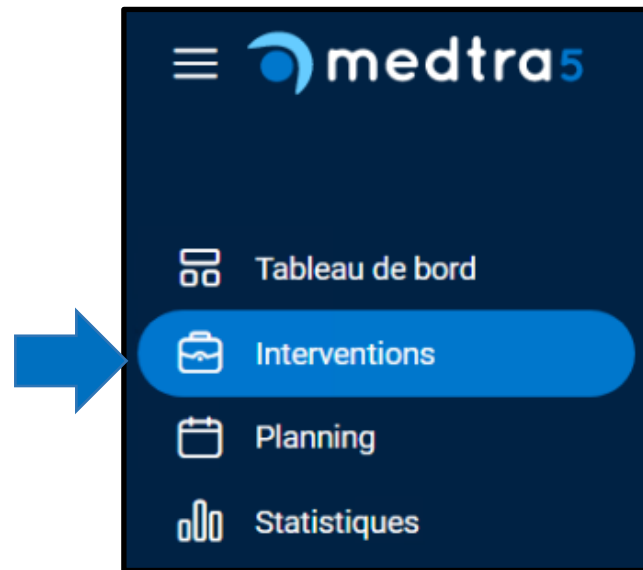 medtra5
Tableau de bord
Interventions
Planning
Statistiques